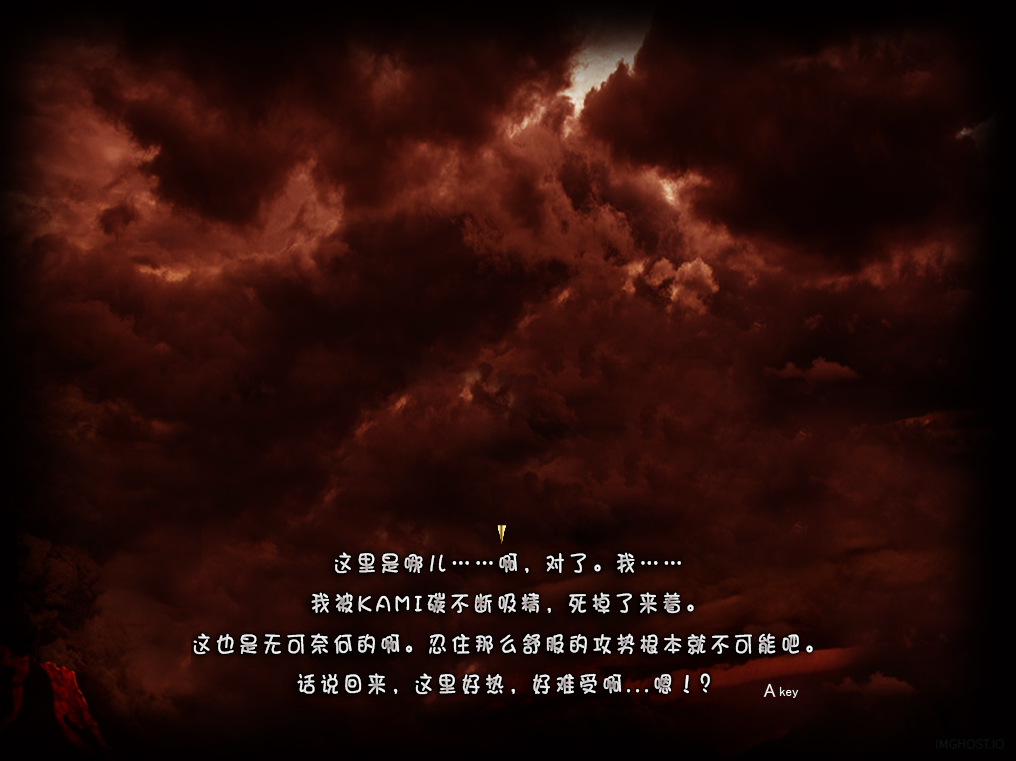 这里是哪儿……啊，对了。我……
我被KAMI碳不断吸精，死掉了来着。
这也是无可奈何的啊。忍住那么舒服的攻势根本就不可能吧。
话说回来，这里好热，好难受啊...嗯！？
A key
IMGHOST.IO